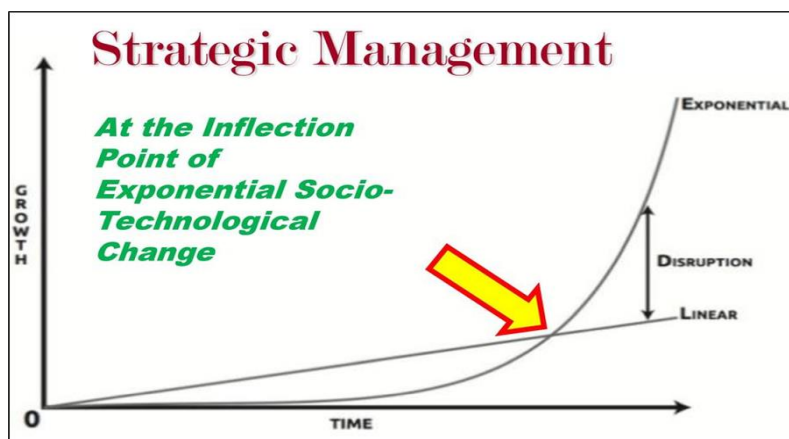 Strategic Management
At the Inflection
Point of
Exponential Socio-
Technological
Change
EXPONENTIAL
GROWTH
DISRUPTION
LINEAR
0
TIME